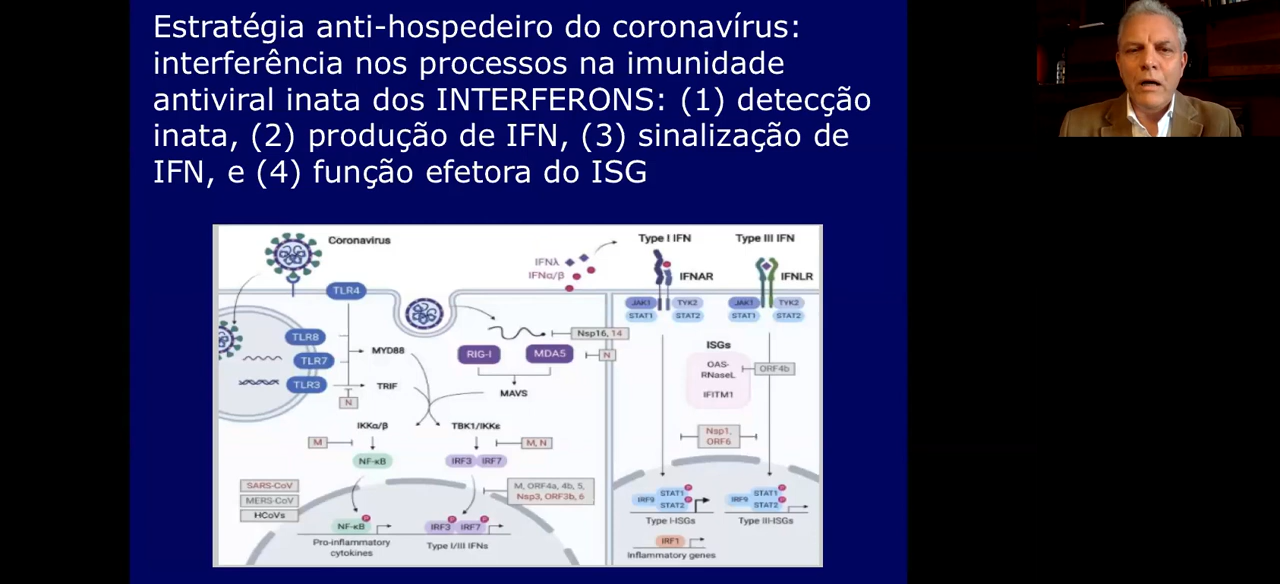 Estratégia anti-hospedeiro do coronavírus:
interferência nos processos na imunidade
antiviral inata dos INTERFERONS: (1) detecção
inata, (2) produção de IFN, (3) sinalização de
IFN, e (4) função efetora do ISG
Coronavirus
TLR4
TLR8
TLR7
TLR3
MYD88
TRIF
N
IFNλ
IFNα/β
Nsp16, 14
RIG-I
MDA5
N
MAVS
IKKα/β
TBK1/IKKε
M
M, N
NF-κB
IRF3
IRF7
M, ORF4a, 4b, 5,
Nsp3, ORF3b, 6
SARS-CoV
MERS-CoV
HCoVs
NF-κB
P
IRF3
P
IRF7
P
Pro-inflammatory
cytokines
Type I/III IFNs
Type I IFN
Type III IFN
IFNAR
IFNLR
JAK1
TYK2
STAT1
STAT2
JAK1
TYK2
STAT1
STAT2
ISGs
OAS-
RNaseL
IFITM1
ORF4b
Nsp1,
ORF6
IRF9
STAT1
P
STAT2
P
Type I-ISGs
IRF9
STAT1
P
STAT2
P
Type III-ISGs
IRF1
P
Inflammatory genes